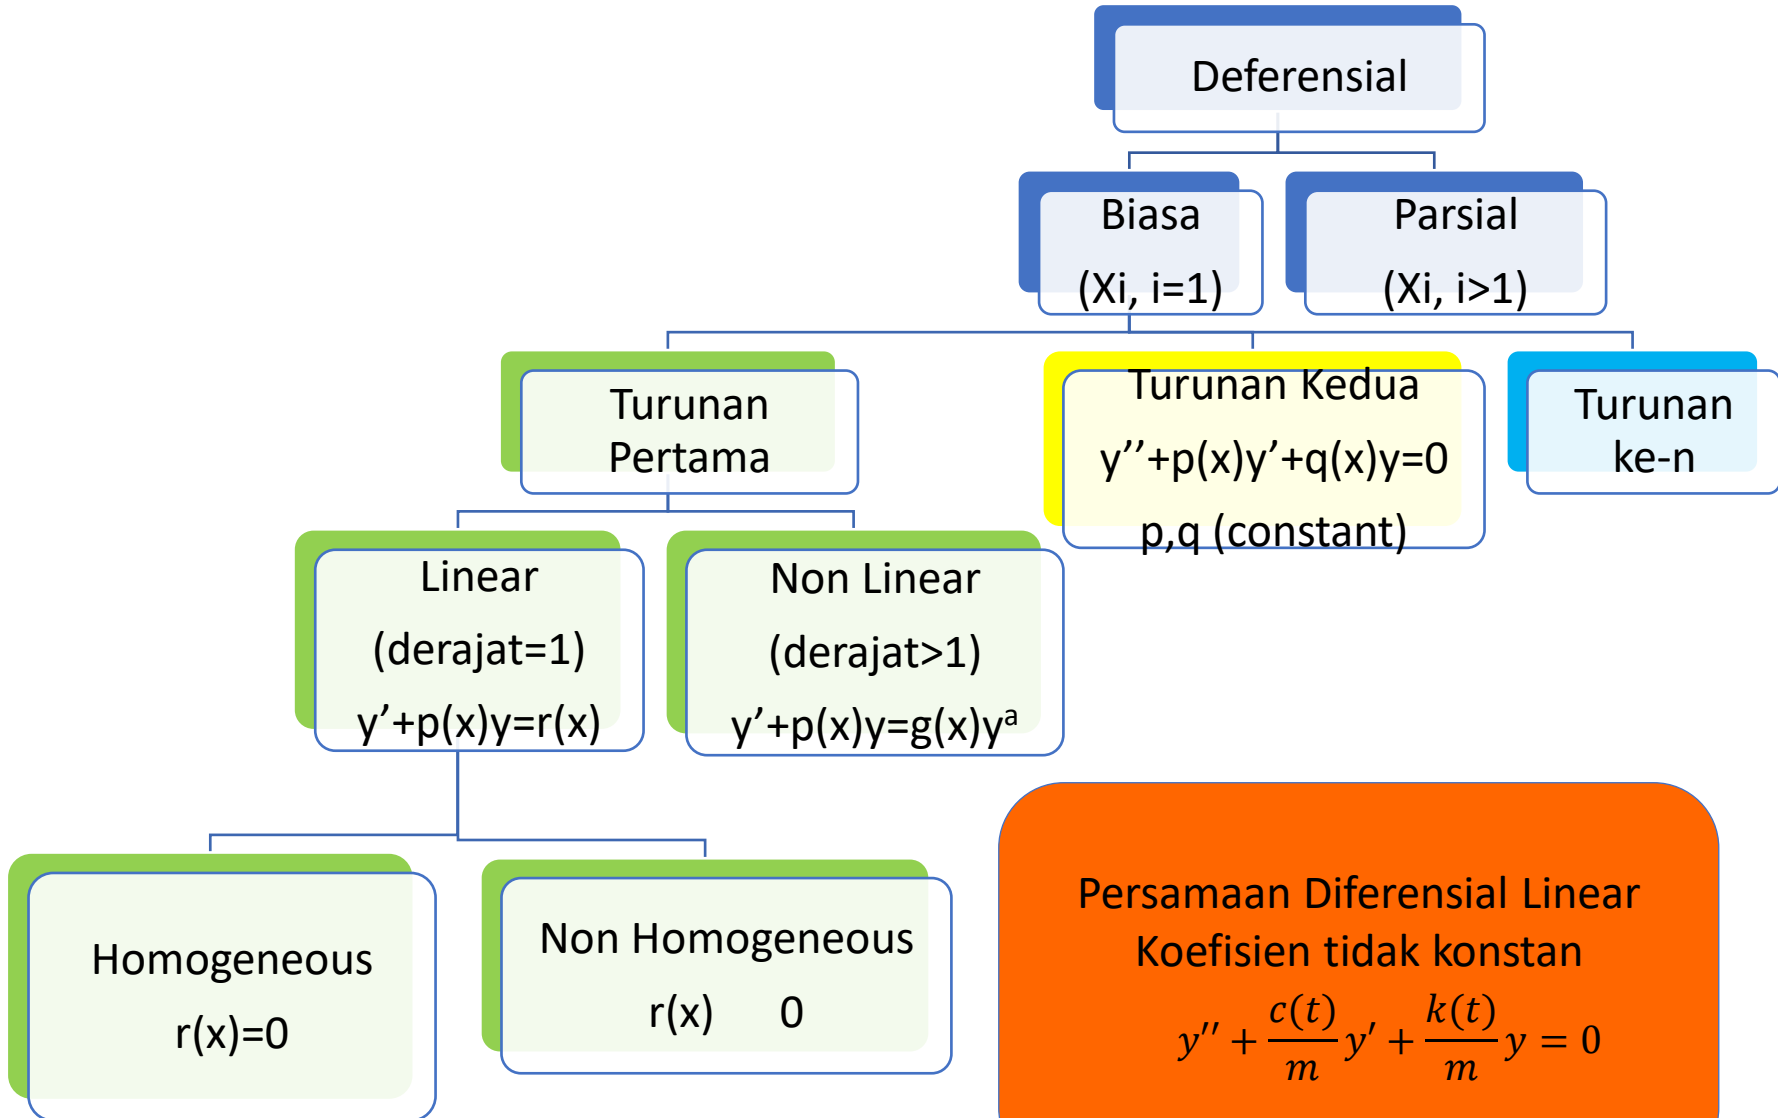 Deferensial
Biasa
(Xi, i=1)
Parsial
(Xi, i>1)
Turunan
Pertama
Turunan Kedua
y’’+p(x)y’+q(x)y=0
p,q (constant)
Turunan
ke-n
Linear
(derajat=1)
y’+p(x)y=r(x)
Non Linear
(derajat>1)
y’+p(x)y=g(x)yᵃ
Homogeneous
r(x)=0
Non Homogeneous
r(x) 0
Persamaan Diferensial Linear
Koefisien tidak konstan
y′′ + c(t)/m y′ + k(t)/m y = 0